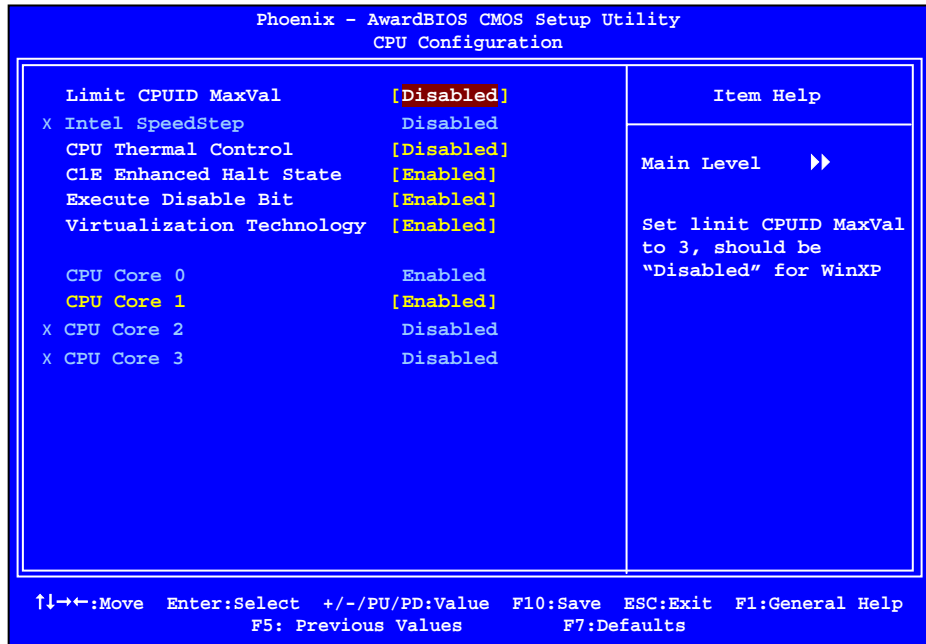 Phoenix – AwardBIOS CMOS Setup Utility
CPU Configuration
Limit CPUID MaxVal [Disabled]
X Intel SpeedStep Disabled
CPU Thermal Control [Disabled]
C1E Enhanced Halt State [Enabled]
Execute Disable Bit [Enabled]
Virtualization Technology [Enabled]
CPU Core 0 Enabled
CPU Core 1 [Enabled]
X CPU Core 2 Disabled
X CPU Core 3 Disabled
Item Help
Main Level ▶▶
Set linit CPUID MaxVal
to 3, should be
“Disabled” for WinXP
↑↓→←:Move Enter:Select +/-/PU/PD:Value F10:Save ESC:Exit F1:General Help
F5: Previous Values F7:Defaults